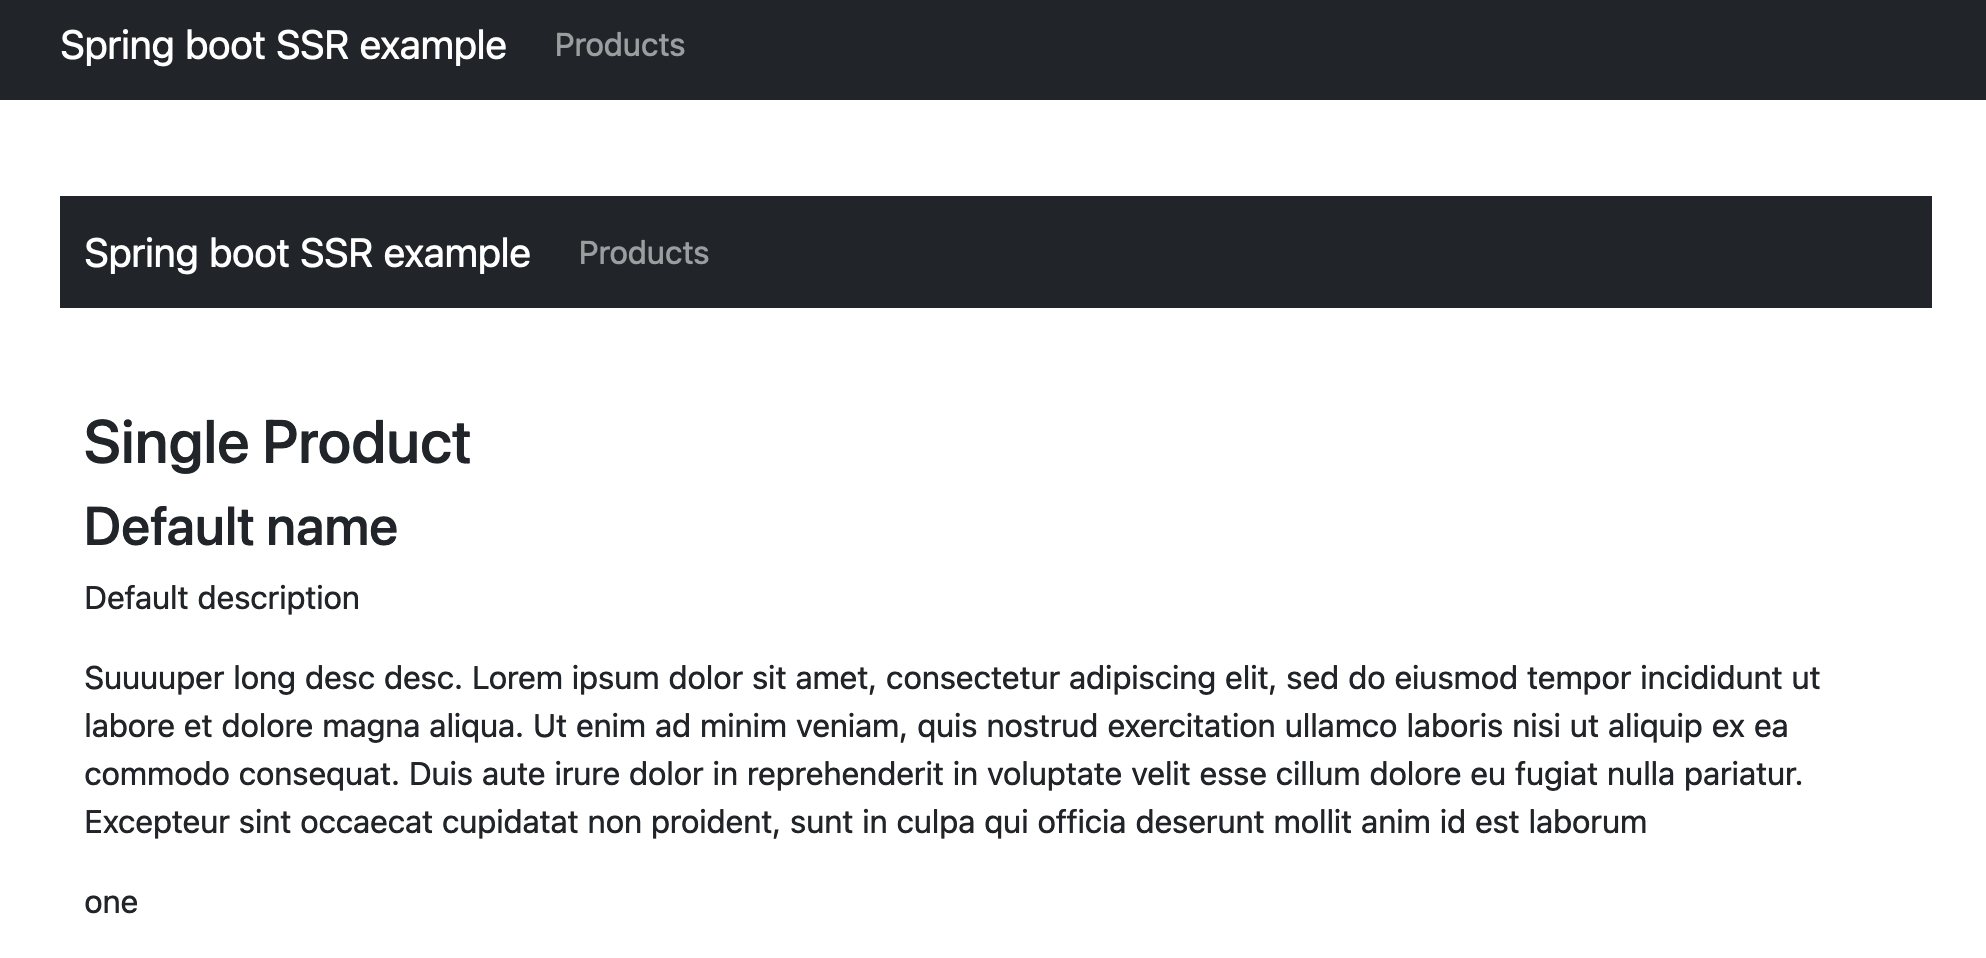 Spring boot SSR example Products
Spring boot SSR example Products
Single Product
Default name
Default description
Suuuuper long desc desc. Lorem ipsum dolor sit amet, consectetur adipiscing elit, sed do eiusmod tempor incididunt ut
labore et dolore magna aliqua. Ut enim ad minim veniam, quis nostrud exercitation ullamco laboris nisi ut aliquip ex ea
commodo consequat. Duis aute irure dolor in reprehenderit in voluptate velit esse cillum dolore eu fugiat nulla pariatur.
Excepteur sint occaecat cupidatat non proident, sunt in culpa qui officia deserunt mollit anim id est laborum
one